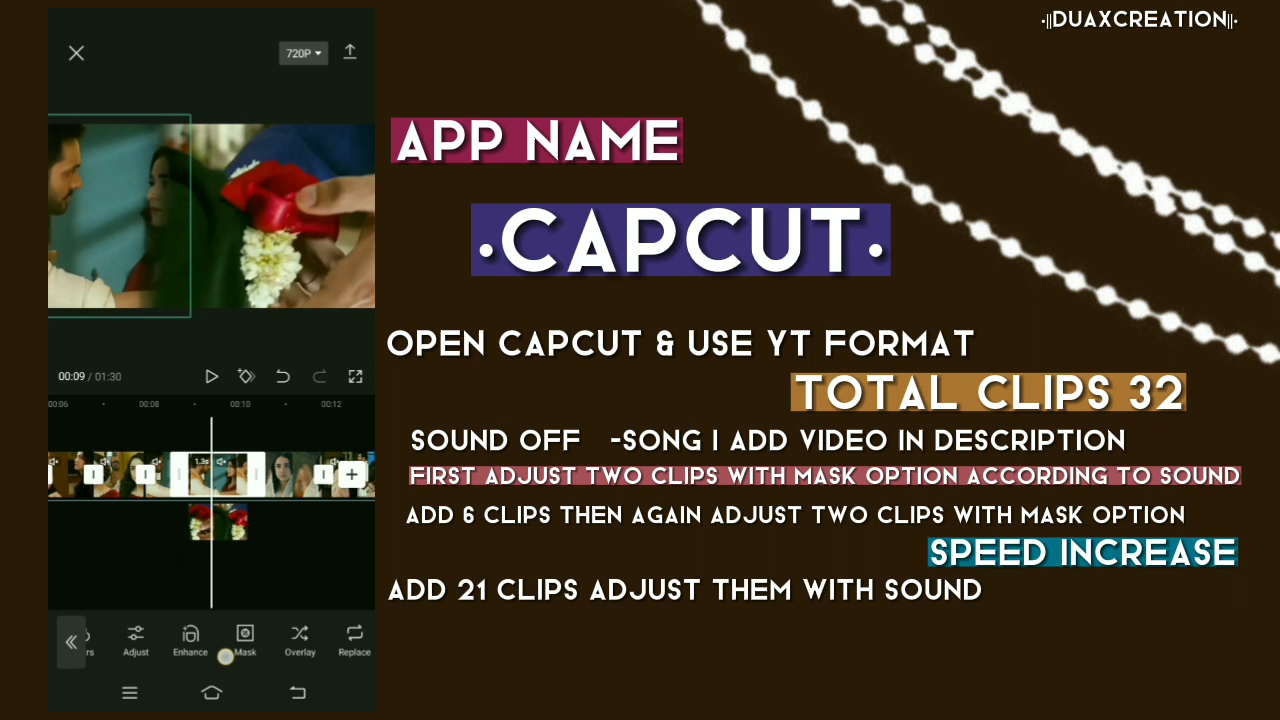 ·||DUAXCREATION||·
720P
APP NAME
·CAPCUT·
OPEN CAPCUT & USE YT FORMAT
00:09 / 01:30
TOTAL CLIPS 32
00:06 · 00:08 · 00:10 · 00:12
SOUND OFF -SONG I ADD VIDEO IN DESCRIPTION
1.3s
FIRST ADJUST TWO CLIPS WITH MASK OPTION ACCORDING TO SOUND
ADD 6 CLIPS THEN AGAIN ADJUST TWO CLIPS WITH MASK OPTION
SPEED INCREASE
ADD 21 CLIPS ADJUST THEM WITH SOUND
rs Adjust Enhance Mask Overlay Replace